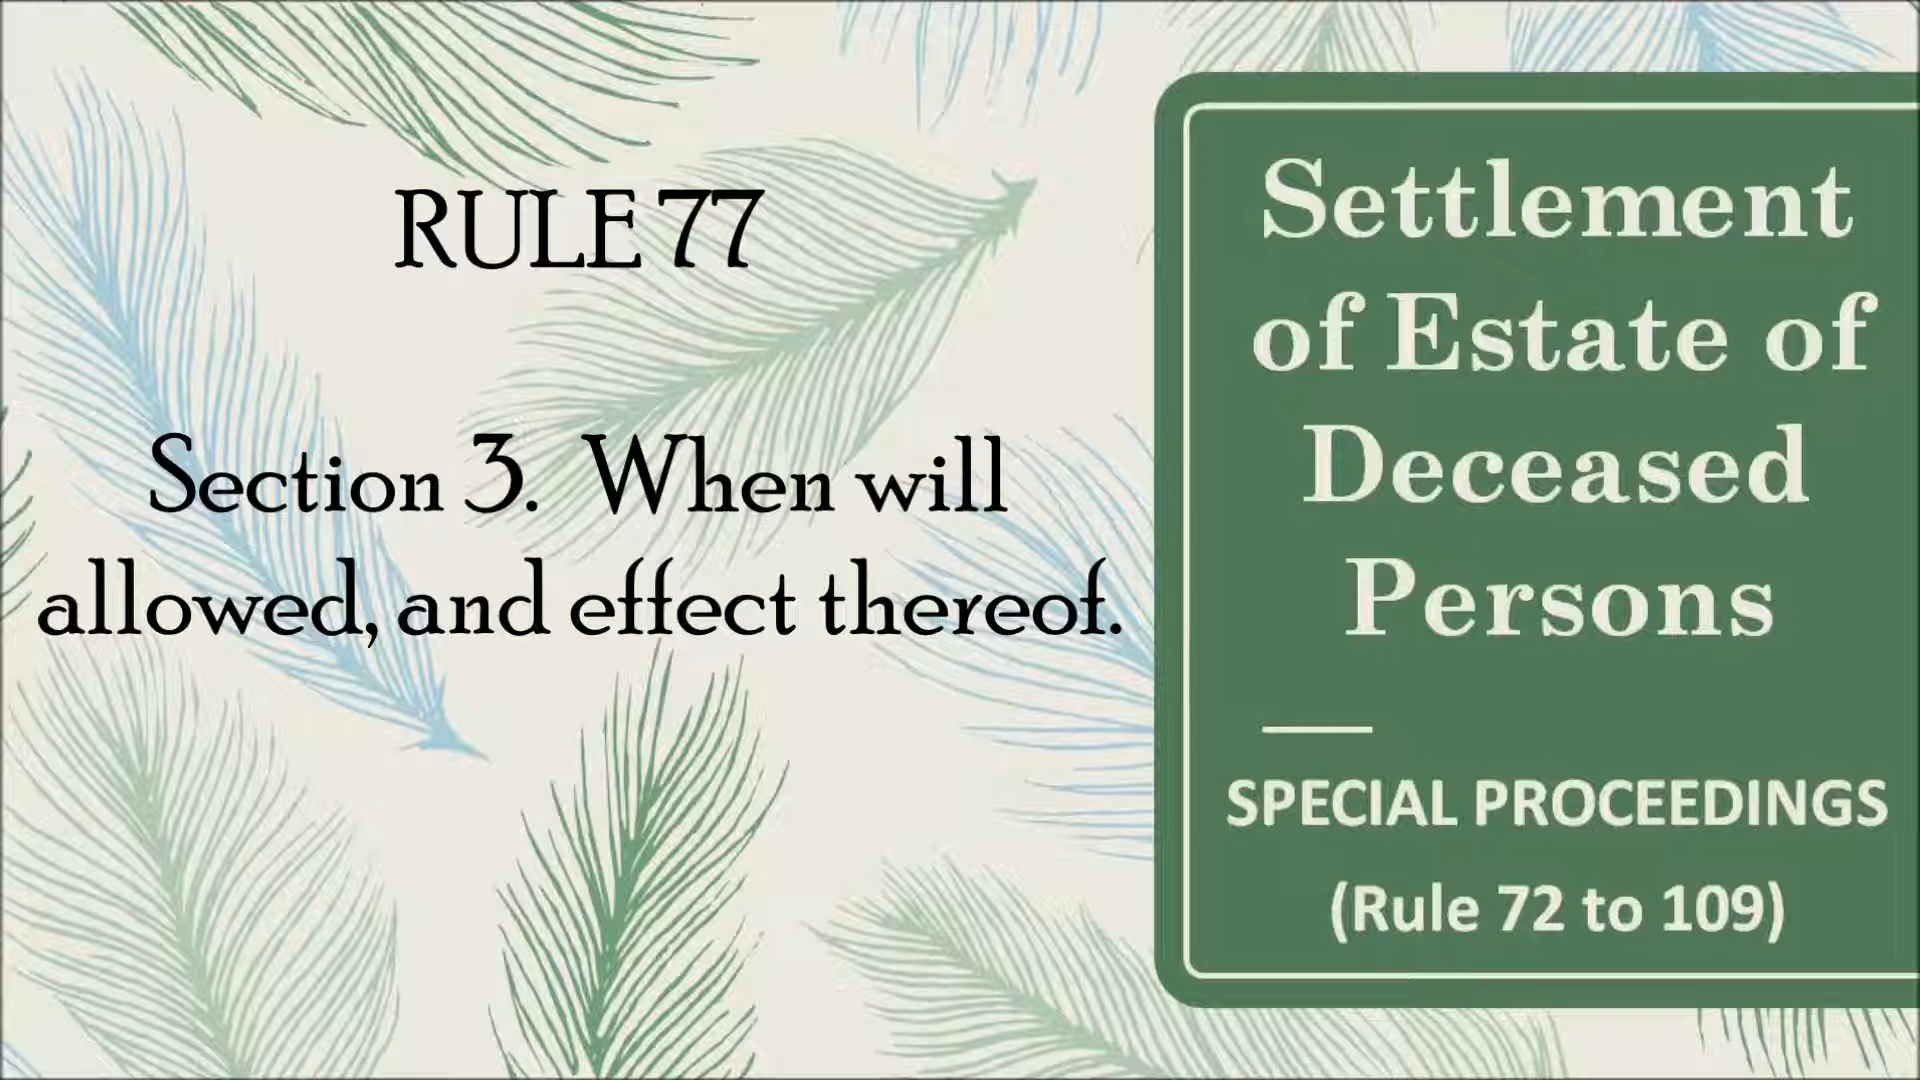 RULE 77
Section 3. When will
allowed, and effect thereof.
Settlement
of Estate of
Deceased
Persons
SPECIAL PROCEEDINGS
(Rule 72 to 109)